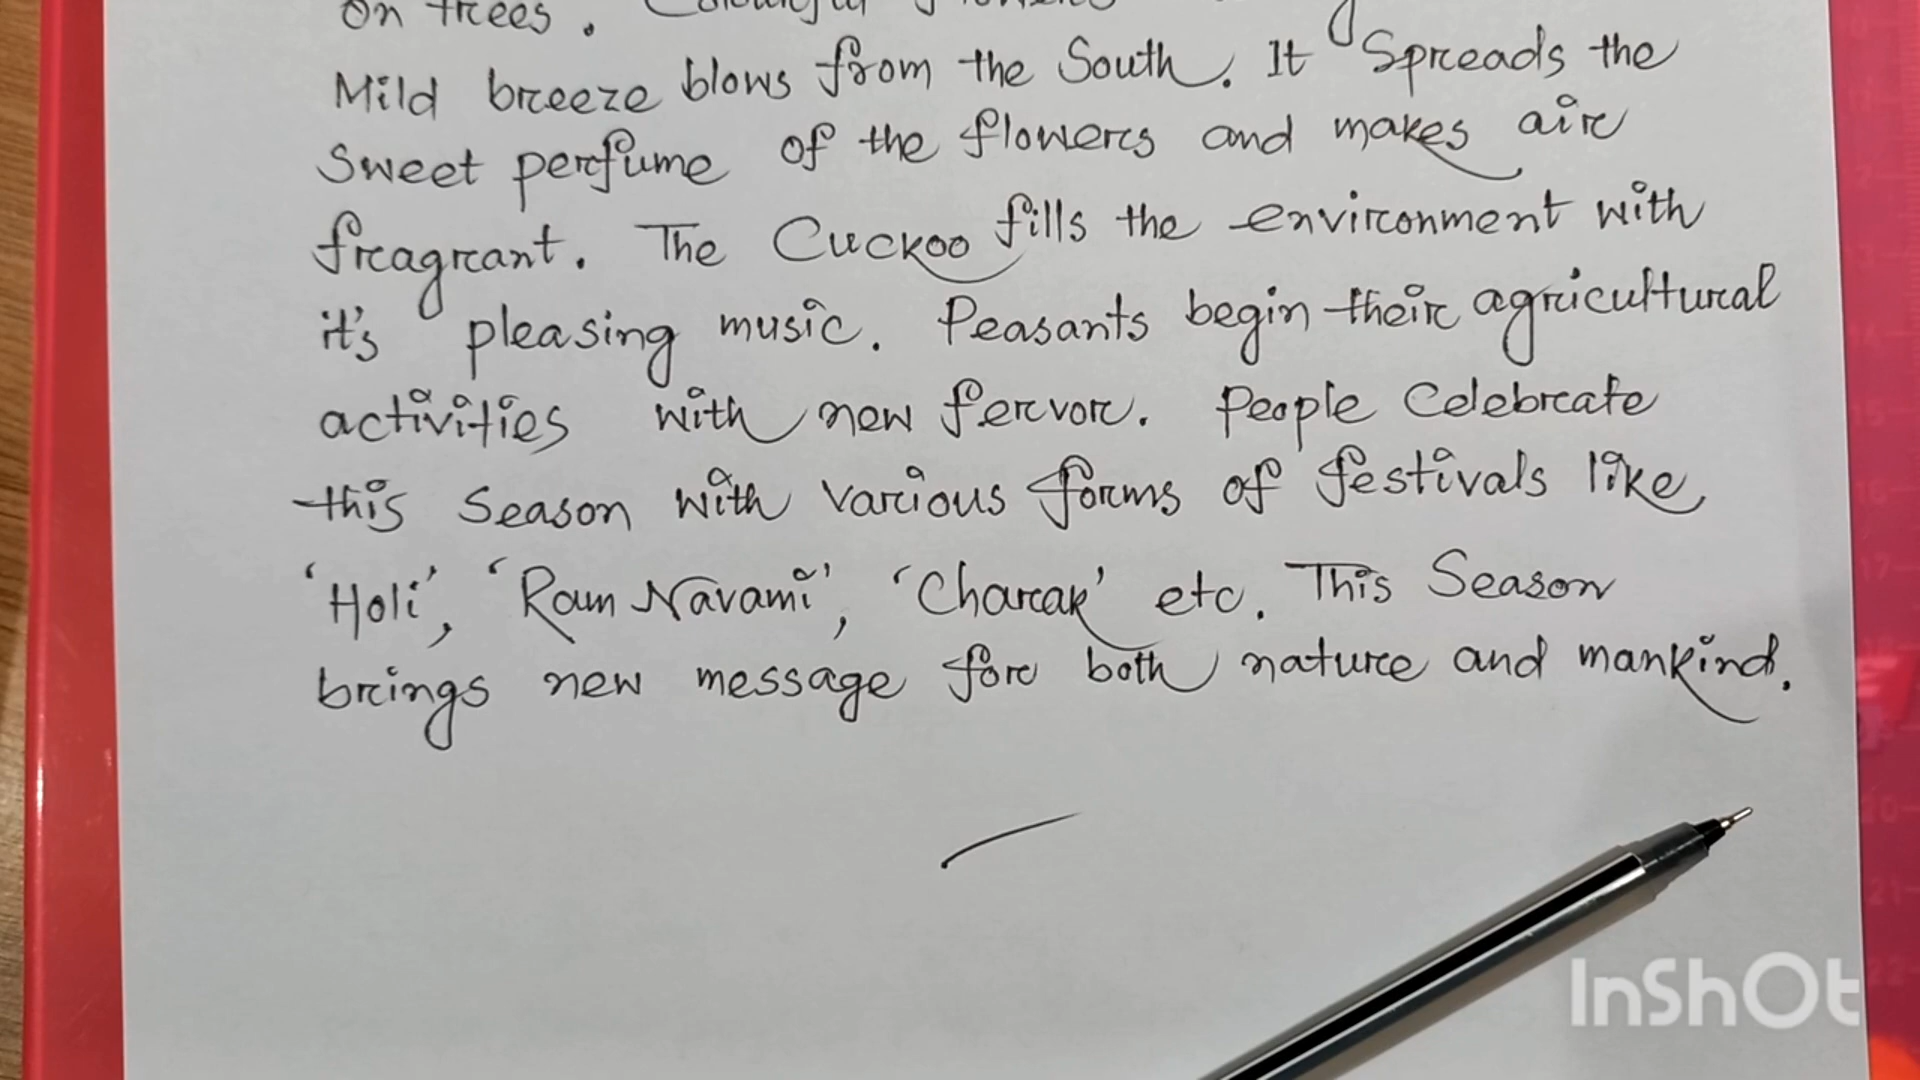 on trees. Colourful flowers
Mild breeze blows from the South. It Spreads the
Sweet perfume of the flowers and makes air
fragrant. The Cuckoo fills the environment with
it's pleasing music. Peasants begin their agricultural
activities with new fervor. People Celebrate
this Season with various forms of festivals like
'Holi', 'Ram Navami', 'Charak' etc. This Season
brings new message for both nature and mankind.
InShOt